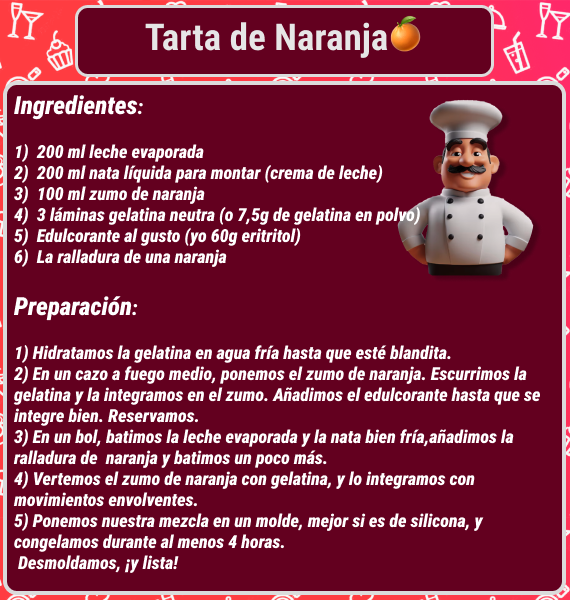 Tarta de Naranja🍊
Ingredientes:
1) 200 ml leche evaporada
2) 200 ml nata líquida para montar (crema de leche)
3) 100 ml zumo de naranja
4) 3 láminas gelatina neutra (o 7,5g de gelatina en polvo)
5) Edulcorante al gusto (yo 60g eritritol)
6) La ralladura de una naranja
Preparación:
1) Hidratamos la gelatina en agua fría hasta que esté blandita.
2) En un cazo a fuego medio, ponemos el zumo de naranja. Escurrimos la
gelatina y la integramos en el zumo. Añadimos el edulcorante hasta que se
integre bien. Reservamos.
3) En un bol, batimos la leche evaporada y la nata bien fría,añadimos la
ralladura de naranja y batimos un poco más.
4) Vertemos el zumo de naranja con gelatina, y lo integramos con
movimientos envolventes.
5) Ponemos nuestra mezcla en un molde, mejor si es de silicona, y
congelamos durante al menos 4 horas.
Desmoldamos, ¡y lista!